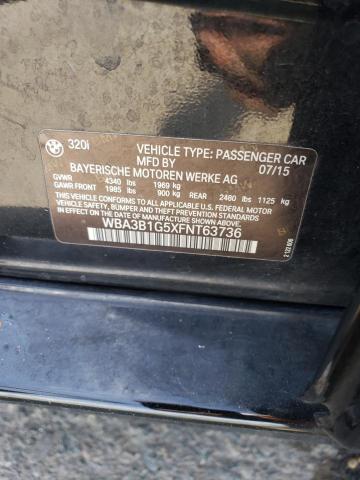 320i
VEHICLE TYPE: PASSENGER CAR
MFD BY 07/15
BAYERISCHE MOTOREN WERKE AG
GVWR 4340 lbs 1969 kg
GAWR FRONT 1985 lbs 900 kg REAR 2480 lbs 1125 kg
THIS VEHICLE CONFORMS TO ALL APPLICABLE U.S. FEDERAL MOTOR
VEHICLE SAFETY, BUMPER, AND THEFT PREVENTION STANDARDS
IN EFFECT ON THE DATE OF MANUFACTURE SHOWN ABOVE.
WBA3B1G5XFNT63736